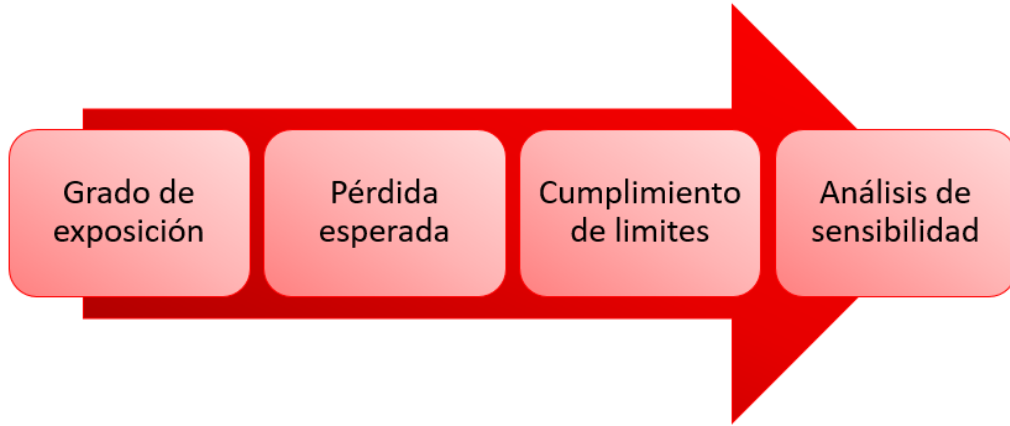 Grado de
exposición
Pérdida
esperada
Cumplimiento
de limites
Análisis de
sensibilidad